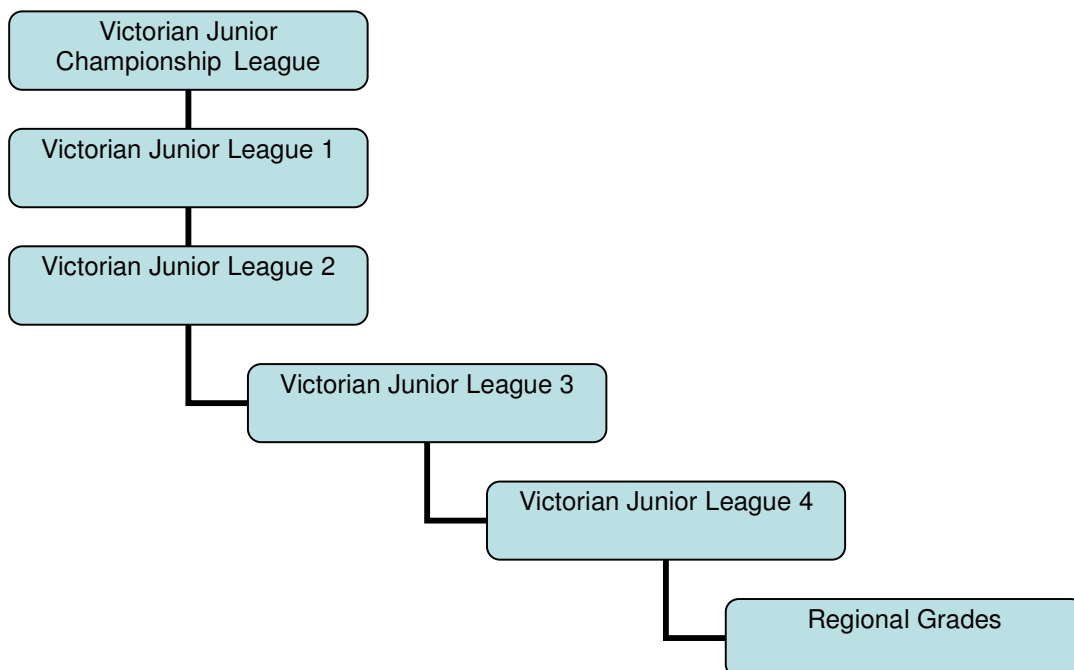 Victorian Junior
Championship League
Victorian Junior League 1
Victorian Junior League 2
Victorian Junior League 3
Victorian Junior League 4
Regional Grades